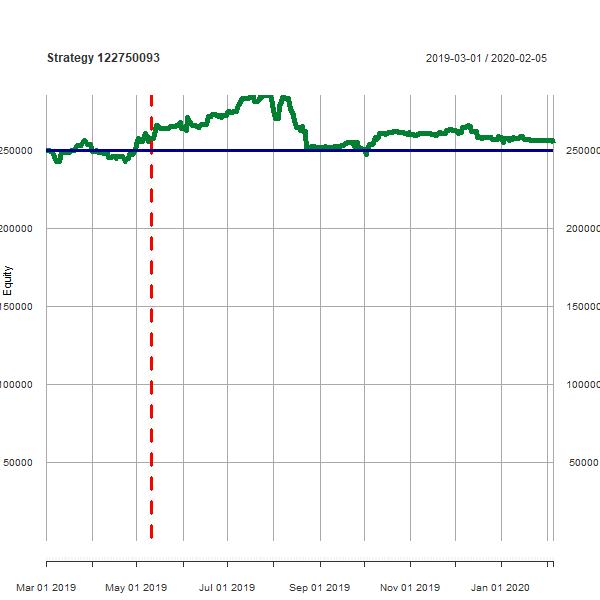 Strategy 122750093
2019-03-01 / 2020-02-05
250000
250000
200000
200000
Equity
150000
150000
100000
100000
50000
50000
Mar 01 2019
May 01 2019
Jul 01 2019
Sep 01 2019
Nov 01 2019
Jan 01 2020